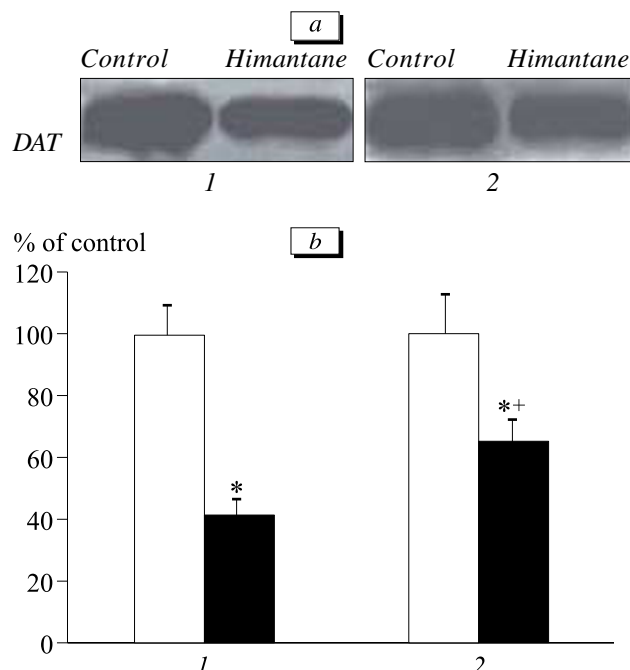 a
Control Himantane Control Himantane
DAT
1 2
% of control
b
120
100
80
60
40
20
0
*
*+
1 2